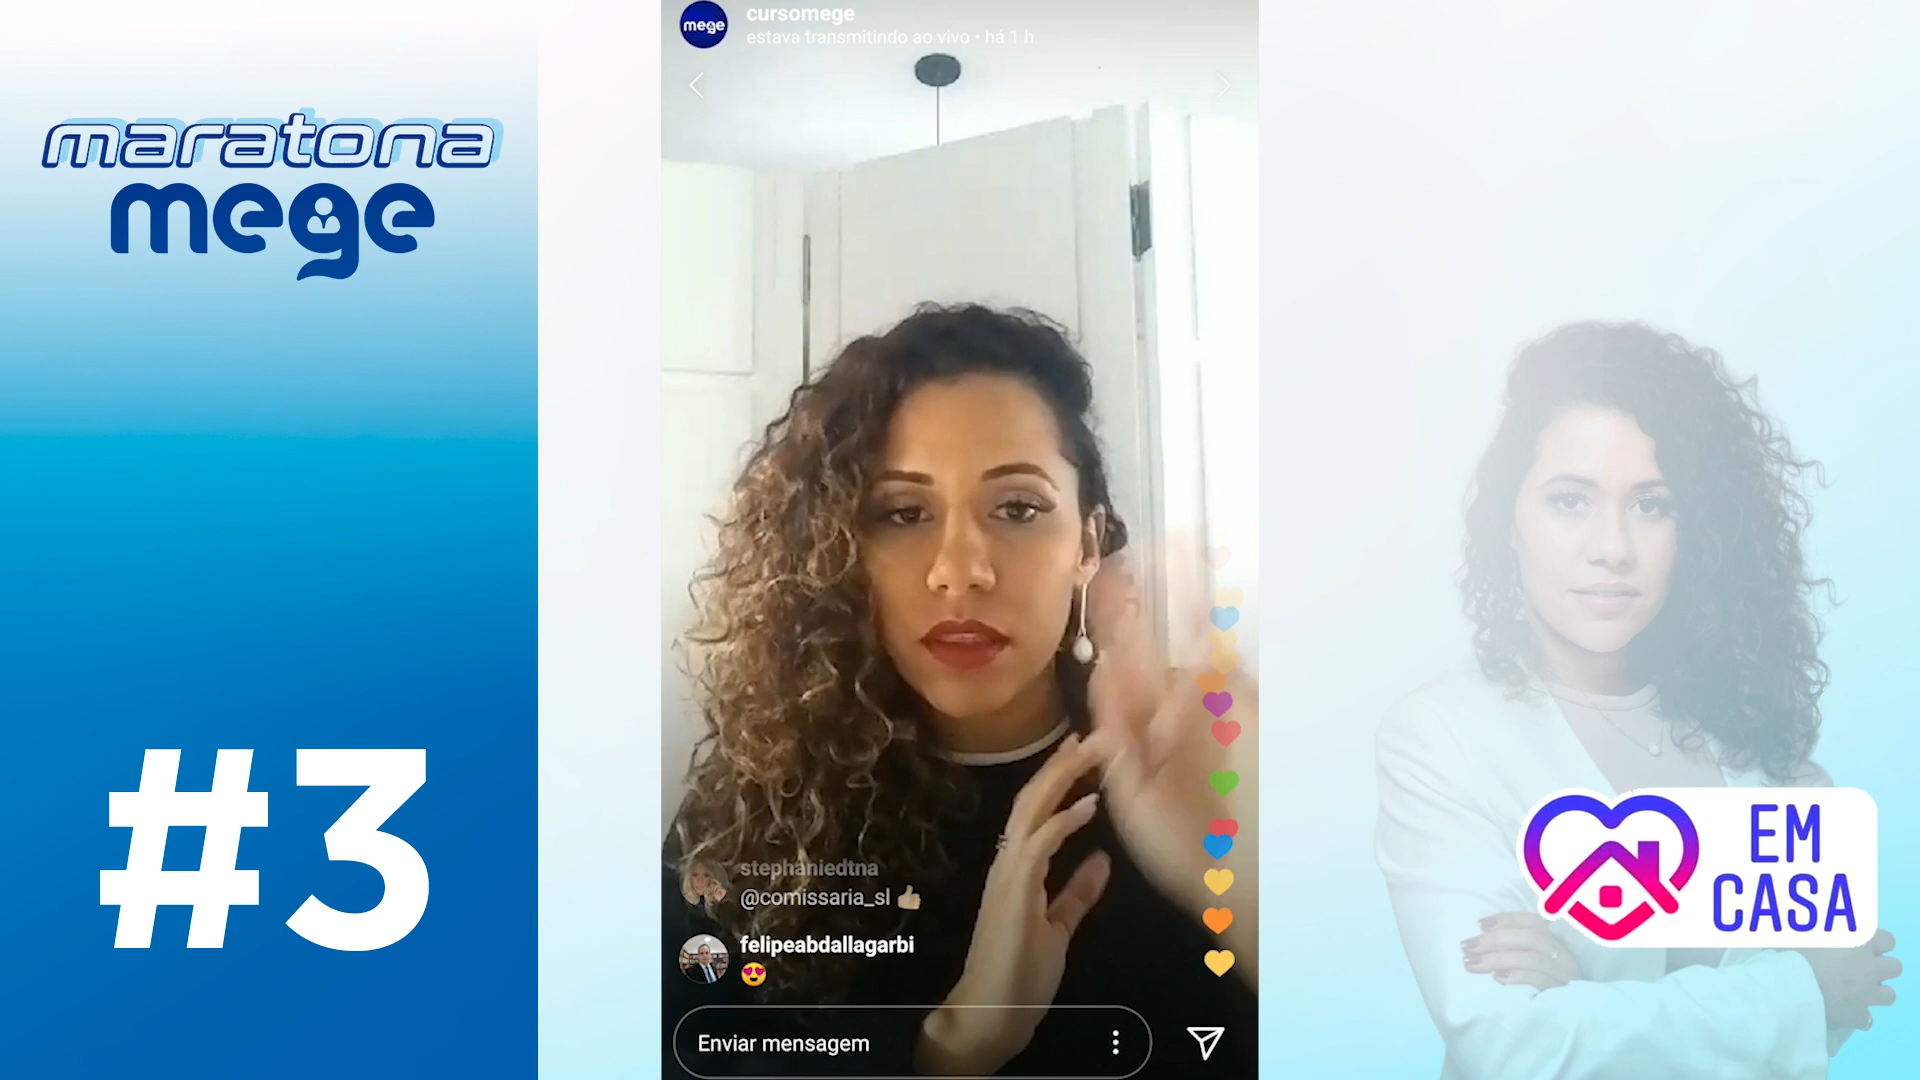 maratona
mege
#3
mege
cursomege
estava transmitindo ao vivo • há 1 h
stephaniedtna
@comissaria_sl 👍
felipeabdallagarbi
😍
Enviar mensagem
EM
CASA